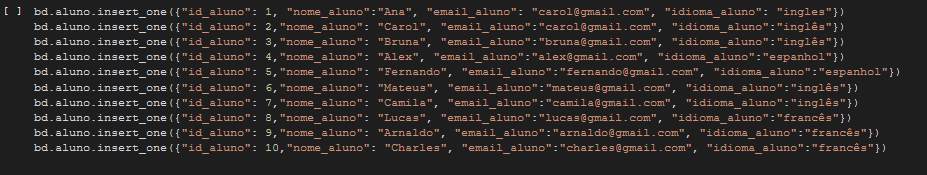 [ ] bd.aluno.insert_one({"id_aluno": 1, "nome_aluno":"Ana", "email_aluno": "carol@gmail.com", "idioma_aluno": "ingles"})
bd.aluno.insert_one({"id_aluno": 2,"nome_aluno": "Carol", "email_aluno":"carol@gmail.com", "idioma_aluno":"inglês"})
bd.aluno.insert_one({"id_aluno": 3,"nome_aluno": "Bruna", "email_aluno":"bruna@gmail.com", "idioma_aluno":"inglês"})
bd.aluno.insert_one({"id_aluno": 4,"nome_aluno": "Alex", "email_aluno":"alex@gmail.com", "idioma_aluno":"espanhol"})
bd.aluno.insert_one({"id_aluno": 5,"nome_aluno": "Fernando", "email_aluno":"fernando@gmail.com", "idioma_aluno":"espanhol"})
bd.aluno.insert_one({"id_aluno": 6,"nome_aluno": "Mateus", "email_aluno":"mateus@gmail.com", "idioma_aluno":"inglês"})
bd.aluno.insert_one({"id_aluno": 7,"nome_aluno": "Camila", "email_aluno":"camila@gmail.com", "idioma_aluno":"inglês"})
bd.aluno.insert_one({"id_aluno": 8,"nome_aluno": "Lucas", "email_aluno":"lucas@gmail.com", "idioma_aluno":"francês"})
bd.aluno.insert_one({"id_aluno": 9,"nome_aluno": "Arnaldo", "email_aluno":"arnaldo@gmail.com", "idioma_aluno":"francês"})
bd.aluno.insert_one({"id_aluno": 10,"nome_aluno": "Charles", "email_aluno":"charles@gmail.com", "idioma_aluno":"francês"})